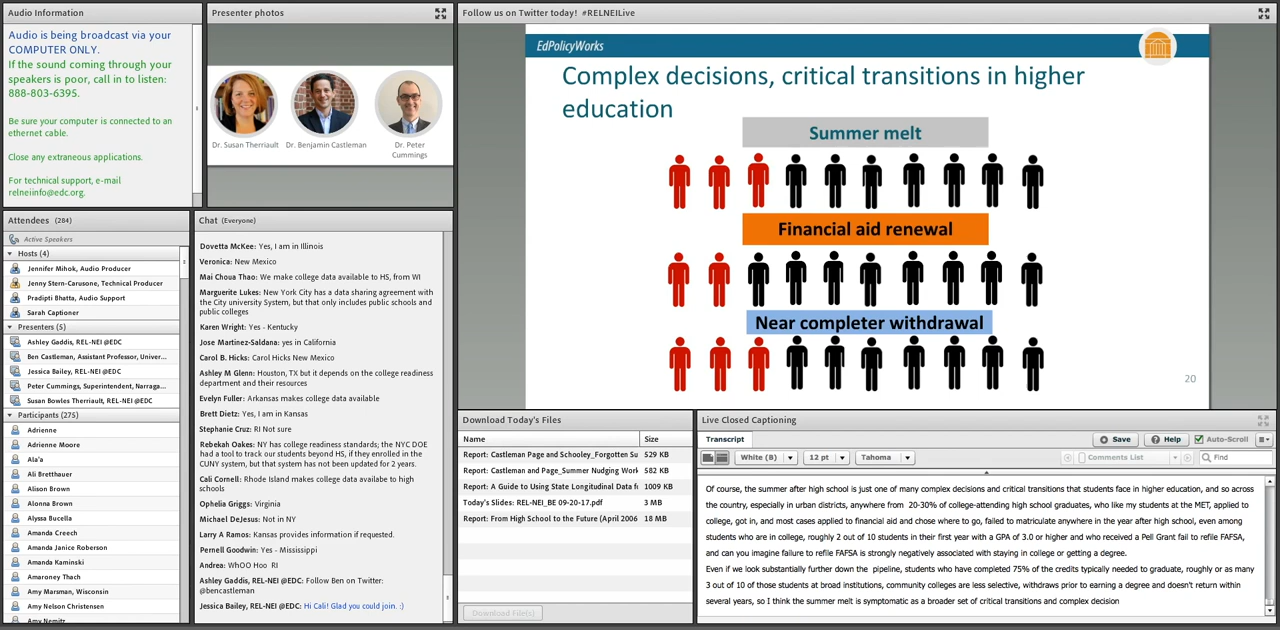 Audio Information
Audio is being broadcast via your
COMPUTER ONLY.
If the sound coming through your
speakers is poor, call in to listen:
888-803-6395.
Be sure your computer is connected to an
ethernet cable.
Close any extraneous applications.
For technical support, e-mail
relneiinfo@edc.org.
Presenter photos
Dr. Susan Therriault
Dr. Benjamin Castleman
Dr. Peter
Cummings
Follow us on Twitter today! #RELNEILive
EdPolicyWorks
Complex decisions, critical transitions in higher
education
Summer melt
Financial aid renewal
Near completer withdrawal
20
Attendees (284)
Active Speakers
Hosts (4)
Jennifer Mihok, Audio Producer
Jenny Stern-Carusone, Technical Producer
Pradipti Bhatta, Audio Support
Sarah Captioner
Presenters (5)
Ashley Gaddis, REL-NEI @EDC
Ben Castleman, Assistant Professor, Univer...
Jessica Bailey, REL-NEI @EDC
Peter Cummings, Superintendent, Narraga...
Susan Bowles Therriault, REL-NEI @EDC
Participants (275)
Adrienne
Adrienne Moore
Ala'a
Ali Bretthauer
Alison Brown
Alonna Brown
Alyssa Bucella
Amanda Creech
Amanda Janice Roberson
Amanda Kaminski
Amaroney Thach
Amy Marsman, Wisconsin
Amy Nelson Christensen
Amy Nemitz
Chat (Everyone)
Dovetta McKee: Yes, I am in Illinois
Veronica: New Mexico
Mai Choua Thao: We make college data available to HS, from WI
Marguerite Lukes: New York City has a data sharing agreement with
the City university System, but that only includes public schools and
public colleges
Karen Wright: Yes - Kentucky
Jose Martinez-Saldana: yes in California
Carol B. Hicks: Carol Hicks New Mexico
Ashley M Glenn: Houston, TX but it depends on the college readiness
department and their resources
Evelyn Fuller: Arkansas makes college data available
Brett Dietz: Yes, I am in Kansas
Stephanie Cruz: RI Not sure
Rebekah Oakes: NY has college readiness standards; the NYC DOE
had a tool to track our students beyond HS, if they enrolled in the
CUNY system, but that system has not been updated for 2 years.
Cali Cornell: Rhode Island makes college data availabe to high
schools
Ophelia Griggs: Virginia
Michael DeJesus: Not in NY
Larry A Ramos: Kansas provides information if requested.
Pernell Goodwin: Yes - Mississippi
Andrea: WhOO Hoo RI
Ashley Gaddis, REL-NEI @EDC: Follow Ben on Twitter:
@bencastleman
Jessica Bailey, REL-NEI @EDC: Hi Cali! Glad you could join. :)
Download Today's Files
Name Size
Report: Castleman Page and Schooley_Forgotten Su 529 KB
Report: Castleman and Page_Summer Nudging Work 582 KB
Report: A Guide to Using State Longitudinal Data fo 1009 KB
Today's Slides: REL-NEI_BE 09-20-17.pdf 3 MB
Report: From High School to the Future (April 2006 18 MB
Download File(s)
Live Closed Captioning
Transcript Save Help Auto-Scroll
White (B) 12 pt Tahoma Comments List Find
Of course, the summer after high school is just one of many complex decisions and critical transitions that students face in higher education, and so across
the country, especially in urban districts, anywhere from 20-30% of college-attending high school graduates, who like my students at the MET, applied to
college, got in, and most cases applied to financial aid and chose where to go, failed to matriculate anywhere in the year after high school, even among
students who are in college, roughly 2 out of 10 students in their first year with a GPA of 3.0 or higher and who received a Pell Grant fail to refile FAFSA,
and can you imagine failure to refile FAFSA is strongly negatively associated with staying in college or getting a degree.
Even if we look substantially further down the pipeline, students who have completed 75% of the credits typically needed to graduate, roughly or as many
3 out of 10 of those students at broad institutions, community colleges are less selective, withdraws prior to earning a degree and doesn't return within
several years, so I think the summer melt is symptomatic as a broader set of critical transitions and complex decision